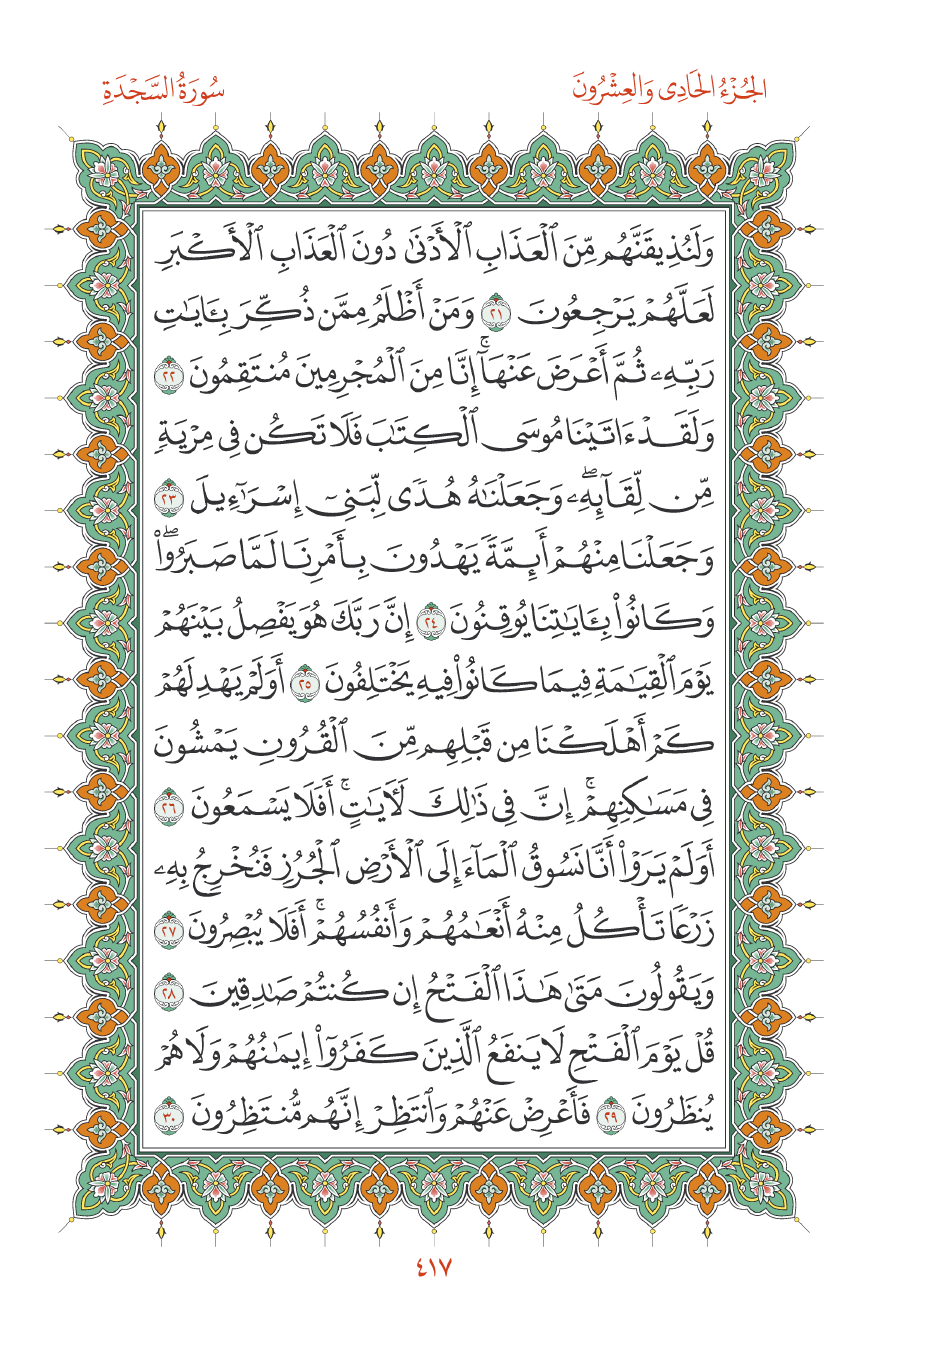 الجُزْءُ الحَادِى وَالعِشْرُونَ
سُورَةُ السَّجْدَةِ
وَلَنُذِيقَنَّهُم مِّنَ ٱلْعَذَابِ ٱلْأَدْنَىٰ دُونَ ٱلْعَذَابِ ٱلْأَكْبَرِ
لَعَلَّهُمْ يَرْجِعُونَ ٢١ وَمَنْ أَظْلَمُ مِمَّن ذُكِّرَ بِـَٔايَٰتِ
رَبِّهِۦ ثُمَّ أَعْرَضَ عَنْهَآۚ إِنَّا مِنَ ٱلْمُجْرِمِينَ مُنتَقِمُونَ ٢٢
وَلَقَدْ ءَاتَيْنَا مُوسَى ٱلْكِتَٰبَ فَلَا تَكُن فِى مِرْيَةٍ
مِّن لِّقَآئِهِۦۖ وَجَعَلْنَٰهُ هُدًى لِّبَنِىٓ إِسْرَٰٓءِيلَ ٢٣
وَجَعَلْنَا مِنْهُمْ أَئِمَّةً يَهْدُونَ بِأَمْرِنَا لَمَّا صَبَرُوا۟ۖ
وَكَانُوا۟ بِـَٔايَٰتِنَا يُوقِنُونَ ٢٤ إِنَّ رَبَّكَ هُوَ يَفْصِلُ بَيْنَهُمْ
يَوْمَ ٱلْقِيَٰمَةِ فِيمَا كَانُوا۟ فِيهِ يَخْتَلِفُونَ ٢٥ أَوَلَمْ يَهْدِ لَهُمْ
كَمْ أَهْلَكْنَا مِن قَبْلِهِم مِّنَ ٱلْقُرُونِ يَمْشُونَ
فِى مَسَٰكِنِهِمْۚ إِنَّ فِى ذَٰلِكَ لَـَٔايَٰتٍۚ أَفَلَا يَسْمَعُونَ ٢٦
أَوَلَمْ يَرَوْا۟ أَنَّا نَسُوقُ ٱلْمَآءَ إِلَى ٱلْأَرْضِ ٱلْجُرُزِ فَنُخْرِجُ بِهِۦ
زَرْعًا تَأْكُلُ مِنْهُ أَنْعَٰمُهُمْ وَأَنفُسُهُمْۚ أَفَلَا يُبْصِرُونَ ٢٧
وَيَقُولُونَ مَتَىٰ هَٰذَا ٱلْفَتْحُ إِن كُنتُمْ صَٰدِقِينَ ٢٨
قُلْ يَوْمَ ٱلْفَتْحِ لَا يَنفَعُ ٱلَّذِينَ كَفَرُوٓا۟ إِيمَٰنُهُمْ وَلَا هُمْ
يُنظَرُونَ ٢٩ فَأَعْرِضْ عَنْهُمْ وَٱنتَظِرْ إِنَّهُم مُّنتَظِرُونَ ٣٠
٤١٧